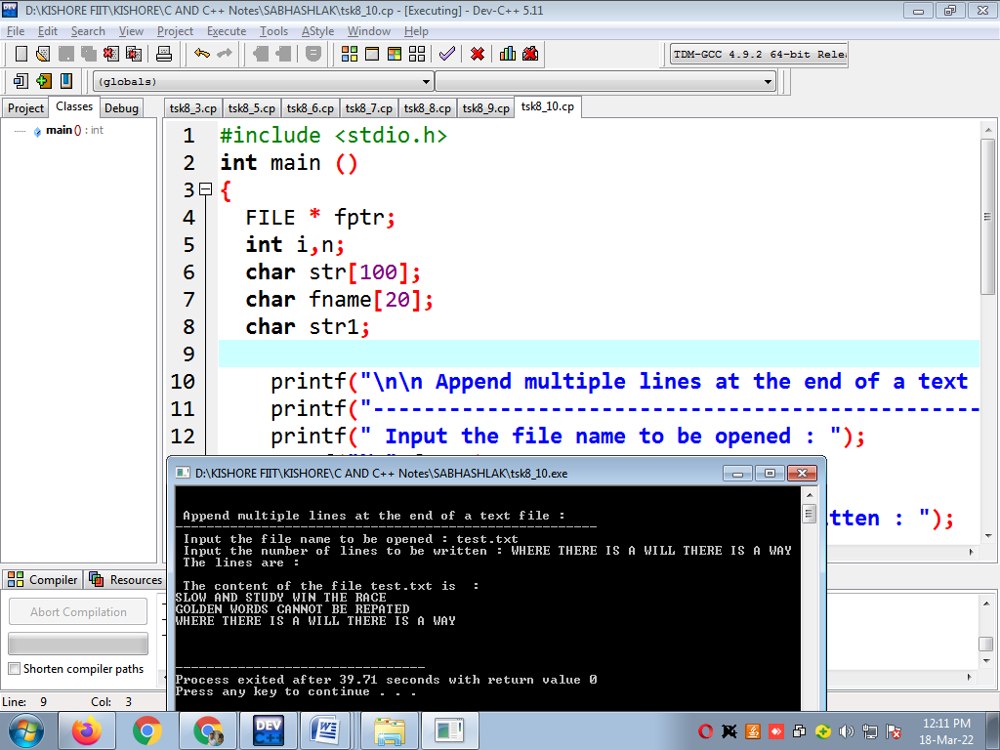 D:\KISHORE FIIT\KISHORE\C AND C++ Notes\SABHASHLAK\tsk8_10.cp - [Executing] - Dev-C++ 5.11
File Edit Search View Project Execute Tools AStyle Window Help
TDM-GCC 4.9.2 64-bit Rele
(globals)
Project Classes Debug
tsk8_3.cp tsk8_5.cp tsk8_6.cp tsk8_7.cp tsk8_8.cp tsk8_9.cp tsk8_10.cp
main () : int
1 #include <stdio.h>
2 int main ()
3 {
4 FILE * fptr;
5 int i,n;
6 char str[100];
7 char fname[20];
8 char str1;
9
10 printf("\n\n Append multiple lines at the end of a text
11 printf("------------------------------------------------
12 printf(" Input the file name to be opened : ");
tten : ");
D:\KISHORE FIIT\KISHORE\C AND C++ Notes\SABHASHLAK\tsk8_10.exe
Append multiple lines at the end of a text file :
------------------------------------------------------
Input the file name to be opened : test.txt
Input the number of lines to be written : WHERE THERE IS A WILL THERE IS A WAY
The lines are :
The content of the file test.txt is :
SLOW AND STUDY WIN THE RACE
GOLDEN WORDS CANNOT BE REPATED
WHERE THERE IS A WILL THERE IS A WAY
--------------------------------
Process exited after 39.71 seconds with return value 0
Press any key to continue . . .
Compiler Resources
Abort Compilation
Shorten compiler paths
Line: 9 Col: 3
DEV C++
12:11 PM
18-Mar-22